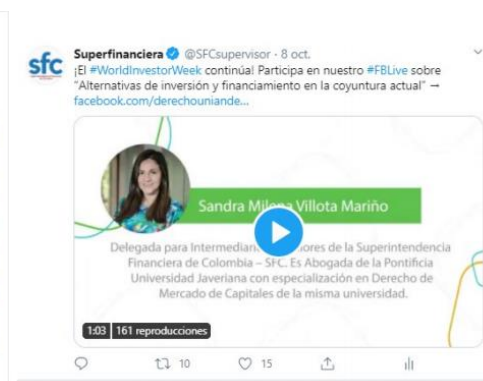 sfc
Superfinanciera @SFCsupervisor · 8 oct.
¡El #WorldInvestorWeek continúa! Participa en nuestro #FBLive sobre
"Alternativas de inversión y financiamiento en la coyuntura actual" →
facebook.com/derechouniande...
Sandra Milena Villota Mariño
Delegada para ores de la Superintendencia
Financiera de Colombia – SFC. Es Abogada de la Pontificia
Universidad Javeriana con especialización en Derecho de
Mercado de Capitales de la misma universidad.
1:03 161 reproducciones
10 15